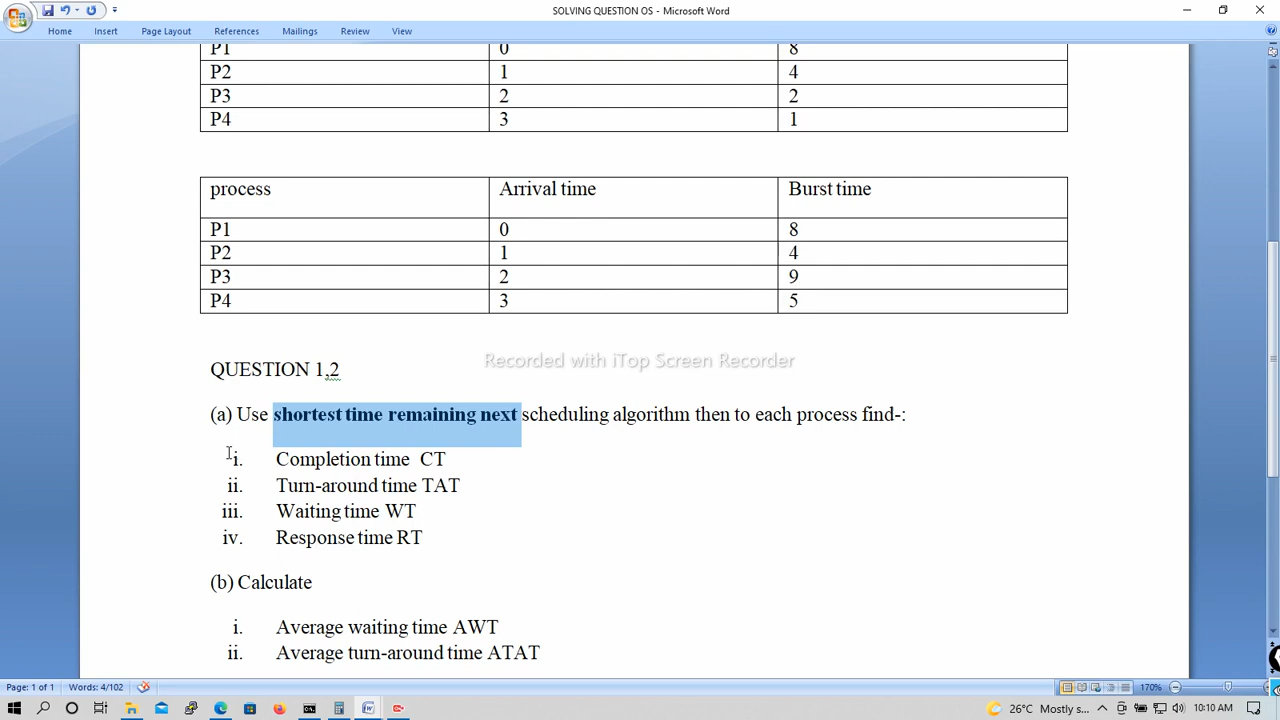 SOLVING QUESTION OS - Microsoft Word
Home Insert Page Layout References Mailings Review View
P1 0 8
P2 1 4
P3 2 2
P4 3 1
process Arrival time Burst time
P1 0 8
P2 1 4
P3 2 9
P4 3 5
Recorded with iTop Screen Recorder
QUESTION 1,2
(a) Use shortest time remaining next scheduling algorithm then to each process find-:
i. Completion time CT
ii. Turn-around time TAT
iii. Waiting time WT
iv. Response time RT
(b) Calculate
i. Average waiting time AWT
ii. Average turn-around time ATAT
Page: 1 of 1 Words: 4/102 170%
26°C Mostly s... 10:10 AM